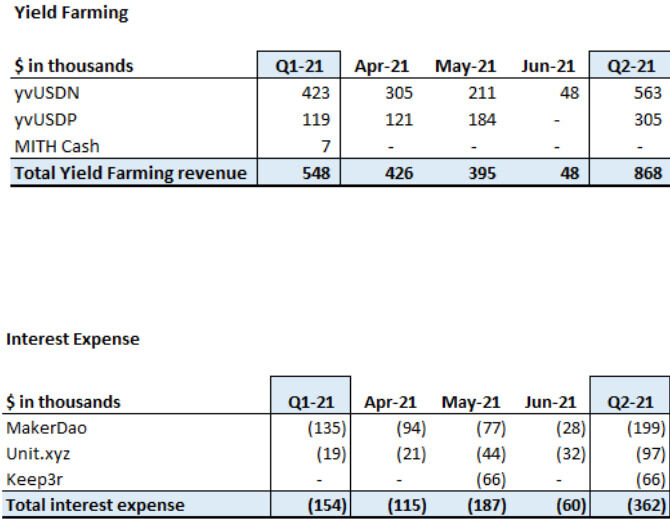 Yield Farming
$ in thousands Q1-21 Apr-21 May-21 Jun-21 Q2-21
yvUSDN 423 305 211 48 563
yvUSDP 119 121 184 - 305
MITH Cash 7 - - - -
Total Yield Farming revenue 548 426 395 48 868
Interest Expense
$ in thousands Q1-21 Apr-21 May-21 Jun-21 Q2-21
MakerDao (135) (94) (77) (28) (199)
Unit.xyz (19) (21) (44) (32) (97)
Keep3r - - (66) - (66)
Total interest expense (154) (115) (187) (60) (362)